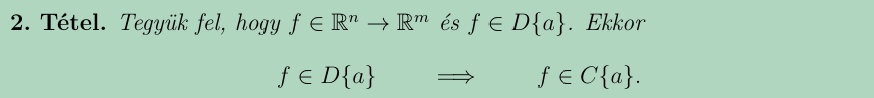 2. Tétel. Tegyük fel, hogy f ∈ ℝⁿ → ℝᵐ és f ∈ D{a}. Ekkor
f ∈ D{a} ⟹ f ∈ C{a}.